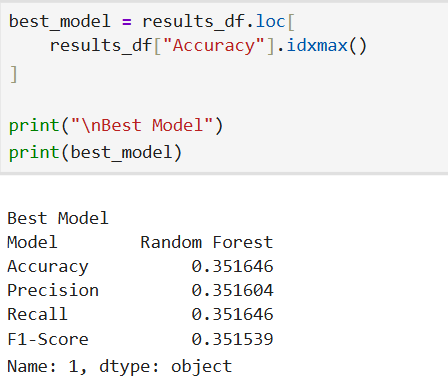 best_model = results_df.loc[
    results_df["Accuracy"].idxmax()
]
print("\nBest Model")
print(best_model)
Best Model
Model        Random Forest
Accuracy          0.351646
Precision         0.351604
Recall            0.351646
F1-Score          0.351539
Name: 1, dtype: object